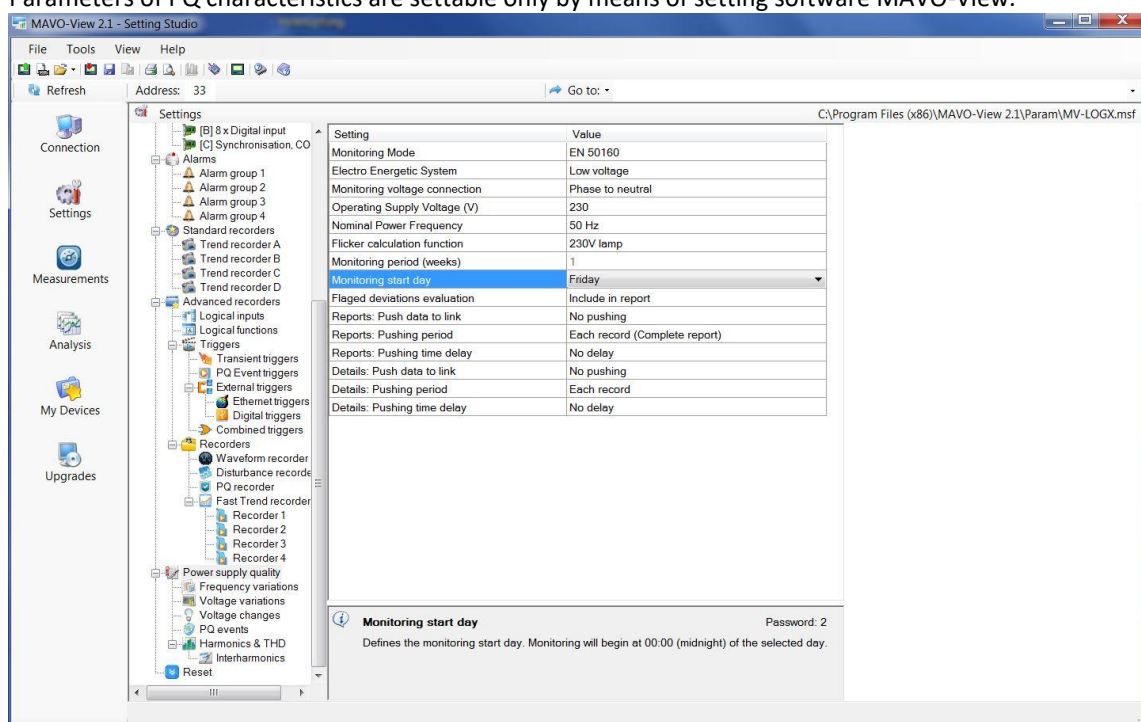 Parameters of PQ characteristics are settable only by means of setting software MAVO-View.
MAVO-View 2.1 - Setting Studio
File Tools View Help
Refresh Address: 33 Go to:
Settings C:\Program Files (x86)\MAVO-View 2.1\Param\MV-LOGX.msf
Connection
Settings
Measurements
Analysis
My Devices
Upgrades
[B] 8 x Digital input
[C] Synchronisation, CO
Alarms
Alarm group 1
Alarm group 2
Alarm group 3
Alarm group 4
Standard recorders
Trend recorder A
Trend recorder B
Trend recorder C
Trend recorder D
Advanced recorders
Logical inputs
Logical functions
Triggers
Transient triggers
PQ Event triggers
External triggers
Ethernet triggers
Digital triggers
Combined triggers
Recorders
Waveform recorder
Disturbance recorde
PQ recorder
Fast Trend recorder
Recorder 1
Recorder 2
Recorder 3
Recorder 4
Power supply quality
Frequency variations
Voltage variations
Voltage changes
PQ events
Harmonics & THD
Interharmonics
Reset
Setting Value
Monitoring Mode EN 50160
Electro Energetic System Low voltage
Monitoring voltage connection Phase to neutral
Operating Supply Voltage (V) 230
Nominal Power Frequency 50 Hz
Flicker calculation function 230V lamp
Monitoring period (weeks) 1
Monitoring start day Friday
Flaged deviations evaluation Include in report
Reports: Push data to link No pushing
Reports: Pushing period Each record (Complete report)
Reports: Pushing time delay No delay
Details: Push data to link No pushing
Details: Pushing period Each record
Details: Pushing time delay No delay
Monitoring start day Password: 2
Defines the monitoring start day. Monitoring will begin at 00:00 (midnight) of the selected day.